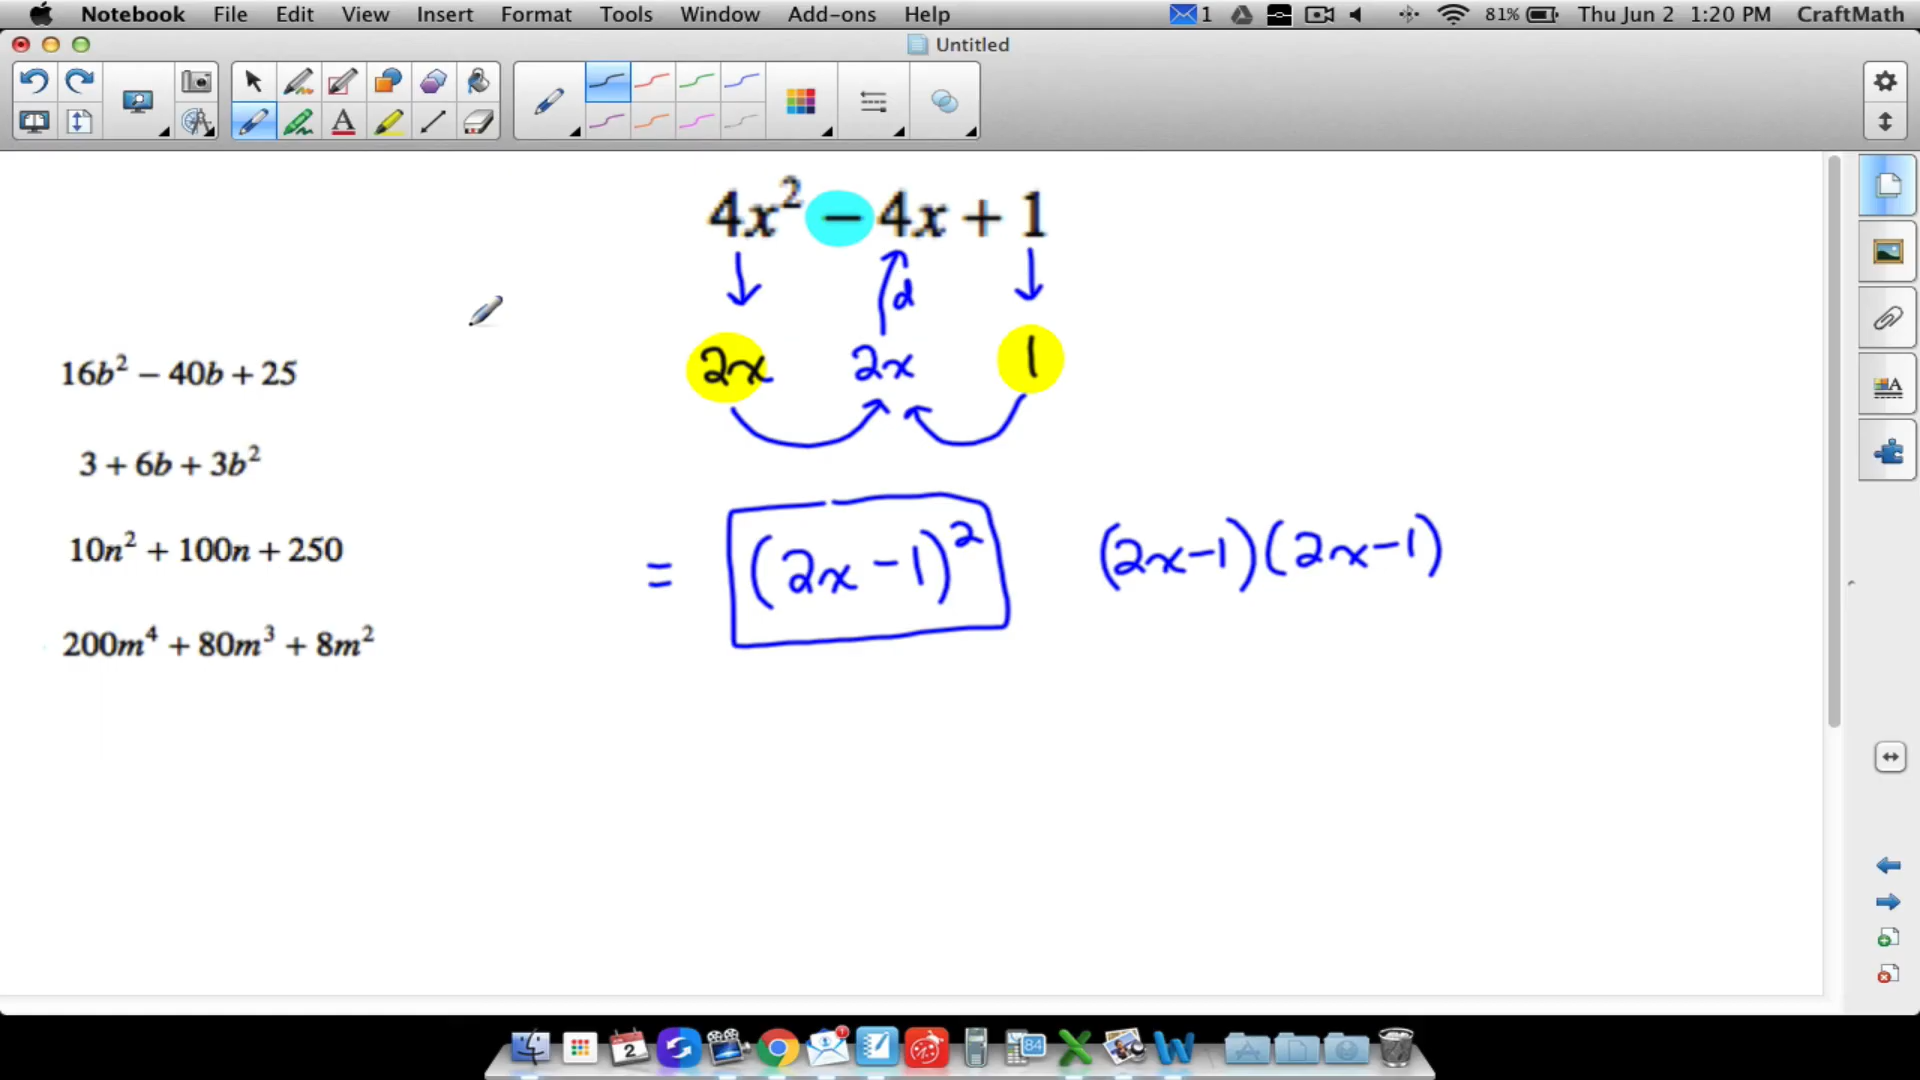 Notebook File Edit View Insert Format Tools Window Add-ons Help 1 81% Thu Jun 2 1:20 PM CraftMath
Untitled
A
A
4x² − 4x + 1
2x 2x 1
16b² − 40b + 25
3 + 6b + 3b²
10n² + 100n + 250
= (2x − 1)² (2x−1)(2x−1)
200m⁴ + 80m³ + 8m²
2 84 W